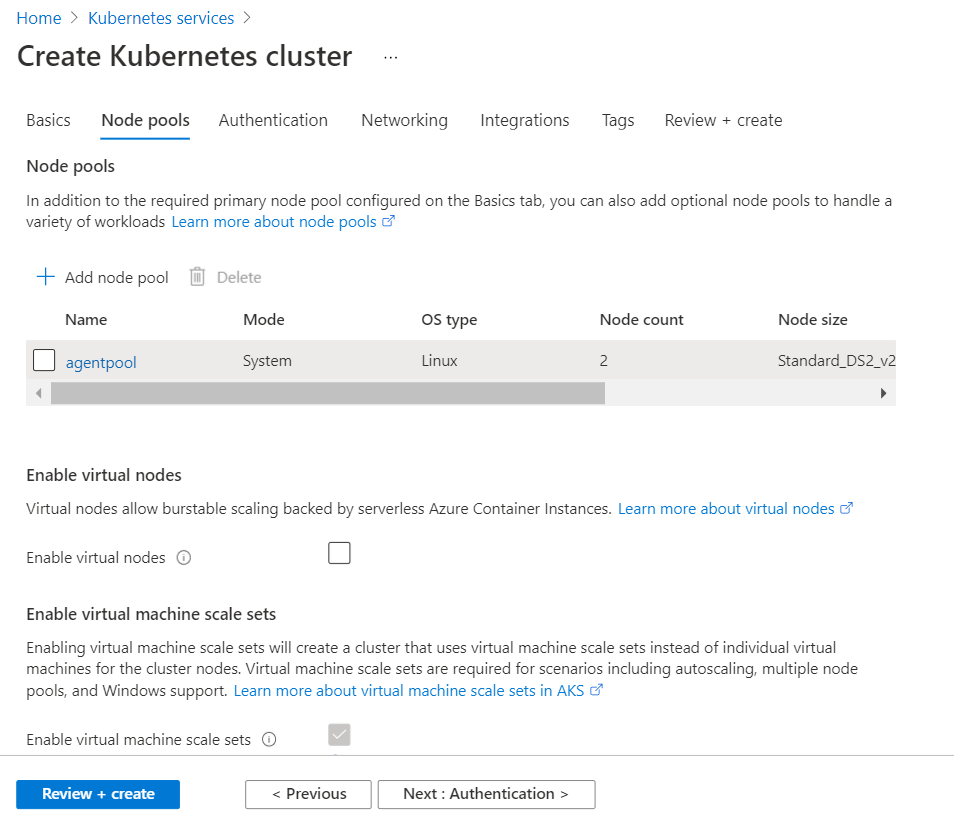 Home > Kubernetes services >
Create Kubernetes cluster ...
Basics Node pools Authentication Networking Integrations Tags Review + create
Node pools
In addition to the required primary node pool configured on the Basics tab, you can also add optional node pools to handle a
variety of workloads Learn more about node pools
+ Add node pool Delete
Name Mode OS type Node count Node size
agentpool System Linux 2 Standard_DS2_v2
Enable virtual nodes
Virtual nodes allow burstable scaling backed by serverless Azure Container Instances. Learn more about virtual nodes
Enable virtual nodes
Enable virtual machine scale sets
Enabling virtual machine scale sets will create a cluster that uses virtual machine scale sets instead of individual virtual
machines for the cluster nodes. Virtual machine scale sets are required for scenarios including autoscaling, multiple node
pools, and Windows support. Learn more about virtual machine scale sets in AKS
Enable virtual machine scale sets
Review + create < Previous Next : Authentication >